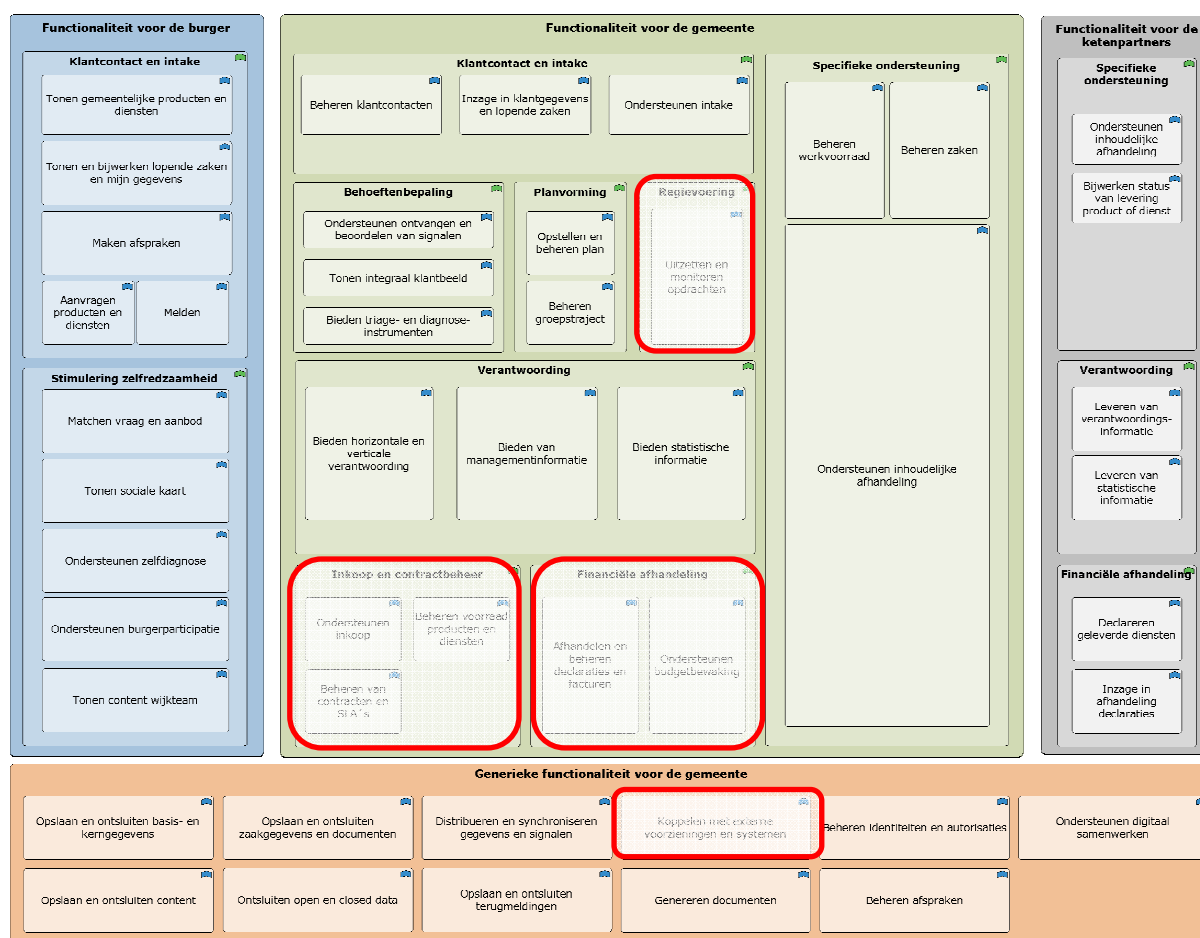 Functionaliteit voor de burger
Klantcontact en intake
Tonen gemeentelijke producten en
diensten
Tonen en bijwerken lopende zaken
en mijn gegevens
Maken afspraken
Aanvragen
producten en
diensten
Melden
Stimulering zelfredzaamheid
Matchen vraag en aanbod
Tonen sociale kaart
Ondersteunen zelfdiagnose
Ondersteunen burgerparticipatie
Tonen content wijkteam
Functionaliteit voor de gemeente
Klantcontact en intake
Beheren klantcontacten
Inzage in klantgegevens
en lopende zaken
Ondersteunen intake
Behoeftenbepaling
Ondersteunen ontvangen en
beoordelen van signalen
Tonen integraal klantbeeld
Bieden triage- en diagnose-
instrumenten
Planvorming
Opstellen en
beheren plan
Beheren
groepstraject
Regievoering
Uitzetten en
monitoren
opdrachten
Verantwoording
Bieden horizontale en
verticale
verantwoording
Bieden van
managementinformatie
Bieden statistische
informatie
Inkoop en contractbeheer
Ondersteunen
inkoop
Beheren voorraad
producten en
diensten
Beheren van
contracten en
SLA's
Financiële afhandeling
Afhandelen en
beheren
declaraties en
facturen
Ondersteunen
budgetbewaking
Specifieke ondersteuning
Beheren
werkvoorraad
Beheren zaken
Ondersteunen inhoudelijke
afhandeling
Functionaliteit voor de
ketenpartners
Specifieke
ondersteuning
Ondersteunen
inhoudelijke
afhandeling
Bijwerken status
van levering
product of dienst
Verantwoording
Leveren van
verantwoordings-
informatie
Leveren van
statistische
informatie
Financiële afhandeling
Declareren
geleverde diensten
Inzage in
afhandeling
declaraties
Generieke functionaliteit voor de gemeente
Opslaan en ontsluiten basis- en
kerngegevens
Opslaan en ontsluiten
zaakgegevens en documenten
Distribueren en synchroniseren
gegevens en signalen
Koppelen met externe
voorzieningen en systemen
Beheren identiteiten en autorisaties
Ondersteunen digitaal
samenwerken
Opslaan en ontsluiten content
Ontsluiten open en closed data
Opslaan en ontsluiten
terugmeldingen
Genereren documenten
Beheren afspraken